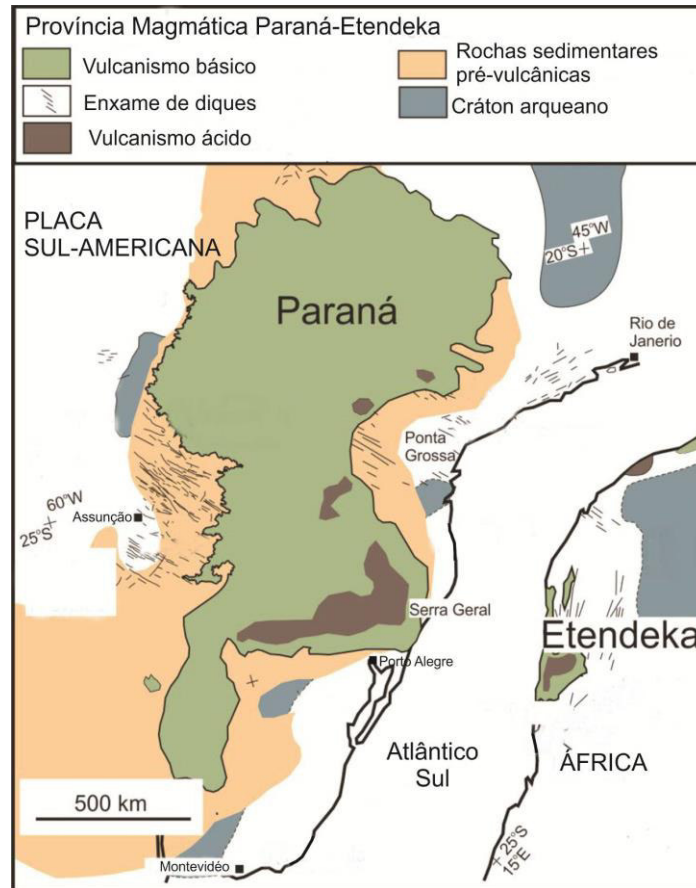 Província Magmática Paraná-Etendeka
Vulcanismo básico
Enxame de diques
Vulcanismo ácido
Rochas sedimentares
pré-vulcânicas
Cráton arqueano
PLACA
SUL-AMERICANA
45°W
20°S
Paraná
Rio de
Janerio
Ponta
Grossa
60°W
25°S
Assunção
Serra Geral
Etendeka
Porto Alegre
Atlântico
Sul
ÁFRICA
500 km
25°S
15°E
Montevidéo